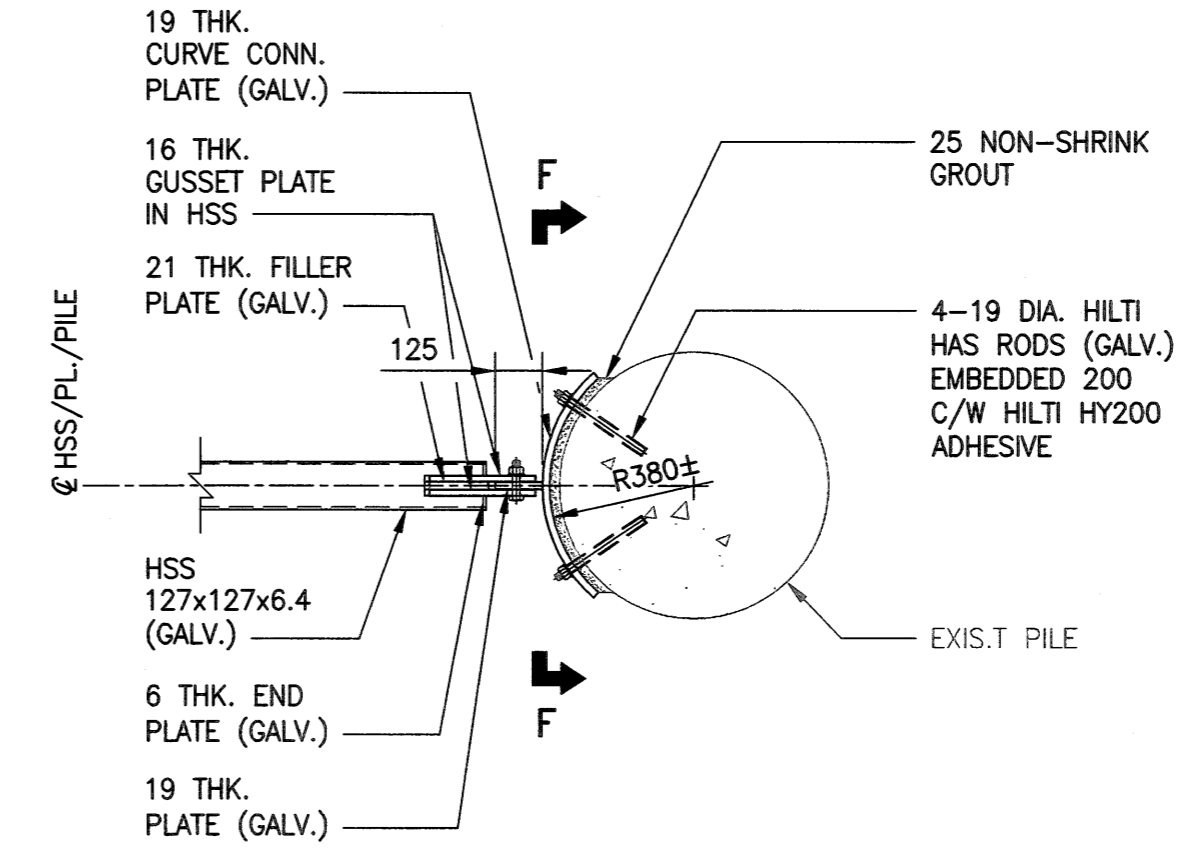 19 THK.
CURVE CONN.
PLATE (GALV.)
16 THK.
GUSSET PLATE
IN HSS
21 THK. FILLER
PLATE (GALV.)
℄ HSS/PL./PILE
125
HSS
127x127x6.4
(GALV.)
6 THK. END
PLATE (GALV.)
19 THK.
PLATE (GALV.)
F
F
R380±
25 NON-SHRINK
GROUT
4-19 DIA. HILTI
HAS RODS (GALV.)
EMBEDDED 200
C/W HILTI HY200
ADHESIVE
EXIS.T PILE